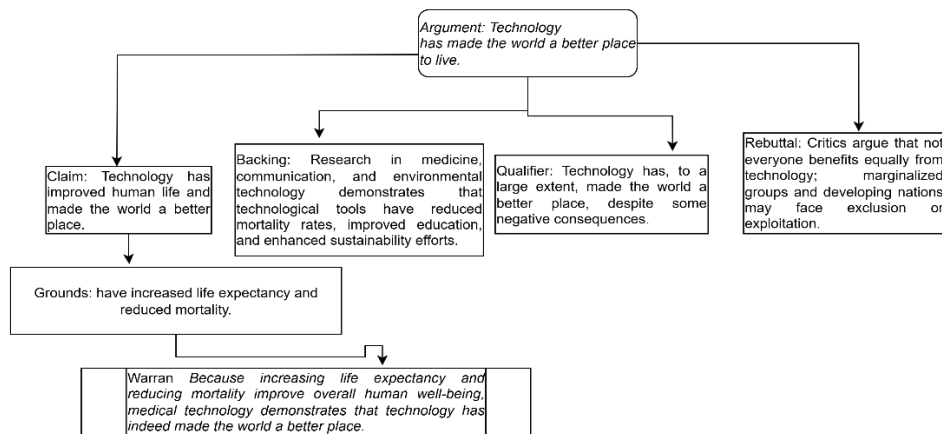 Argument: Technology
has made the world a better place
to live.
Claim: Technology has
improved human life and
made the world a better
place.
Backing: Research in medicine,
communication, and environmental
technology demonstrates that
technological tools have reduced
mortality rates, improved education,
and enhanced sustainability efforts.
Qualifier: Technology has, to a
large extent, made the world a
better place, despite some
negative consequences.
Rebuttal: Critics argue that not
everyone benefits equally from
technology; marginalized
groups and developing nations
may face exclusion or
exploitation.
Grounds: have increased life expectancy and
reduced mortality.
Warran Because increasing life expectancy and
reducing mortality improve overall human well-being,
medical technology demonstrates that technology has
indeed made the world a better place.